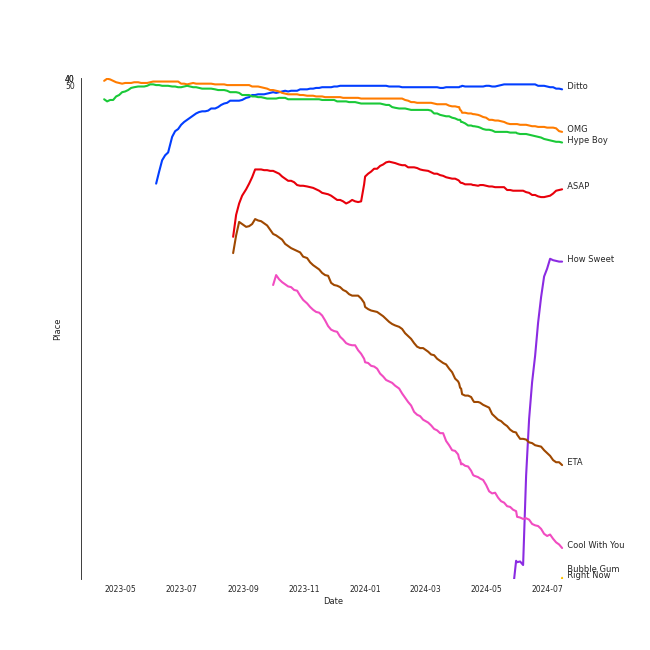 40
50
Ditto
OMG
Hype Boy
ASAP
How Sweet
Place
ETA
Cool With You
Bubble Gum
Right Now
2023-05 2023-07 2023-09 2023-11 2024-01 2024-03 2024-05 2024-07
Date